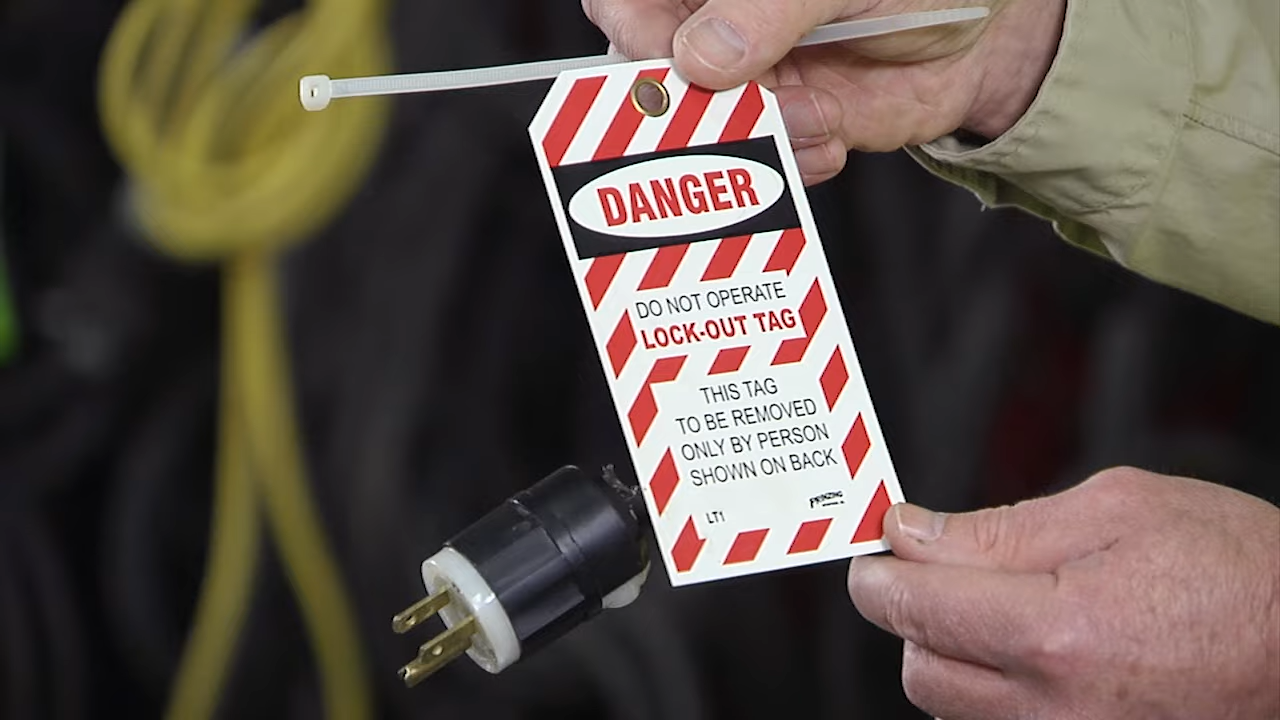 DANGER
DO NOT OPERATE
LOCK-OUT TAG
THIS TAG
TO BE REMOVED
ONLY BY PERSON
SHOWN ON BACK
LT1